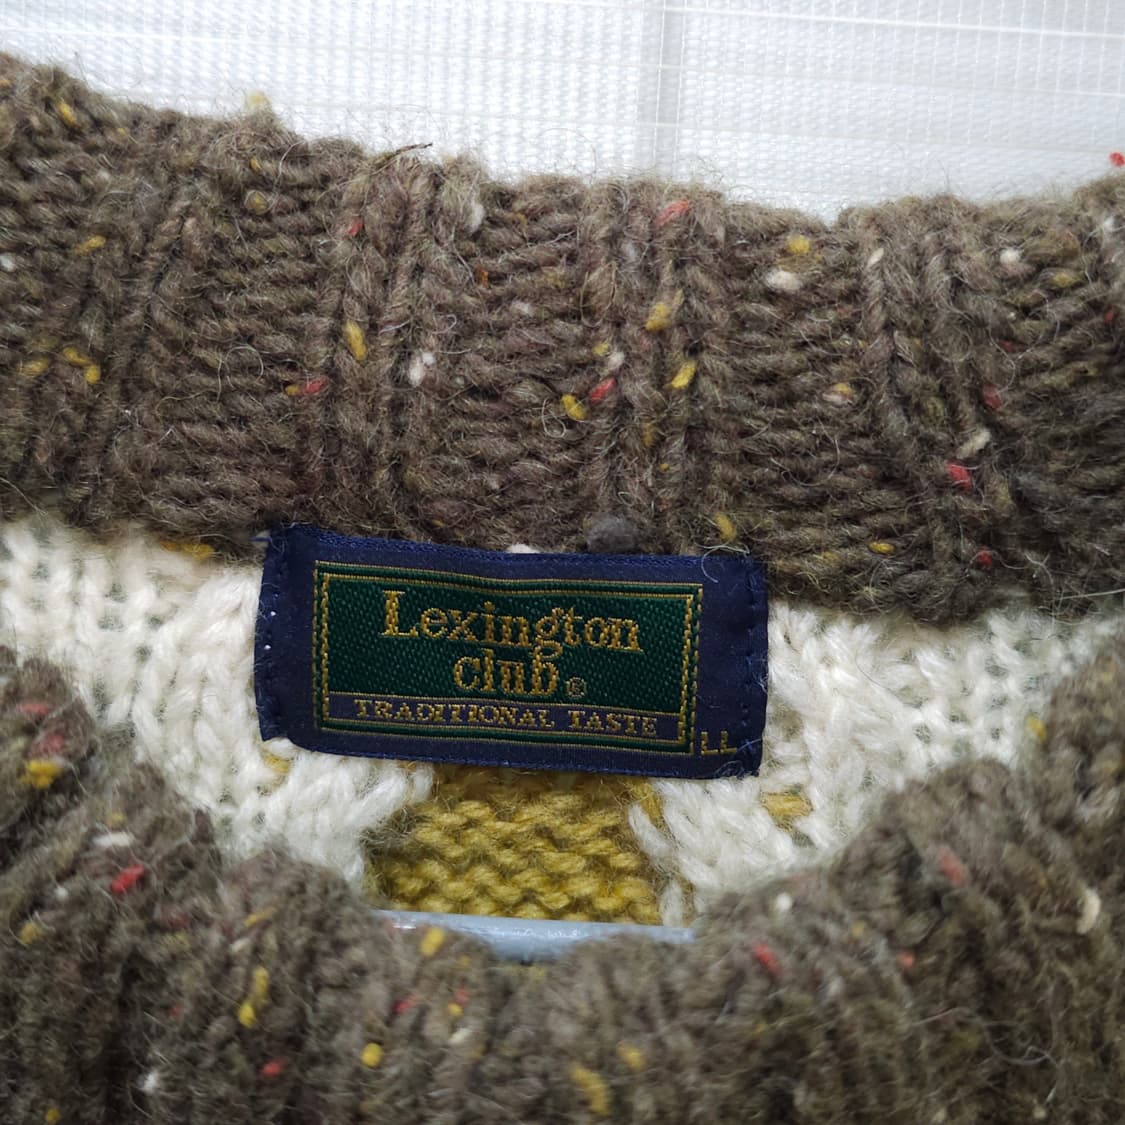 Lexington
club®
TRADITIONAL TASTE
LL